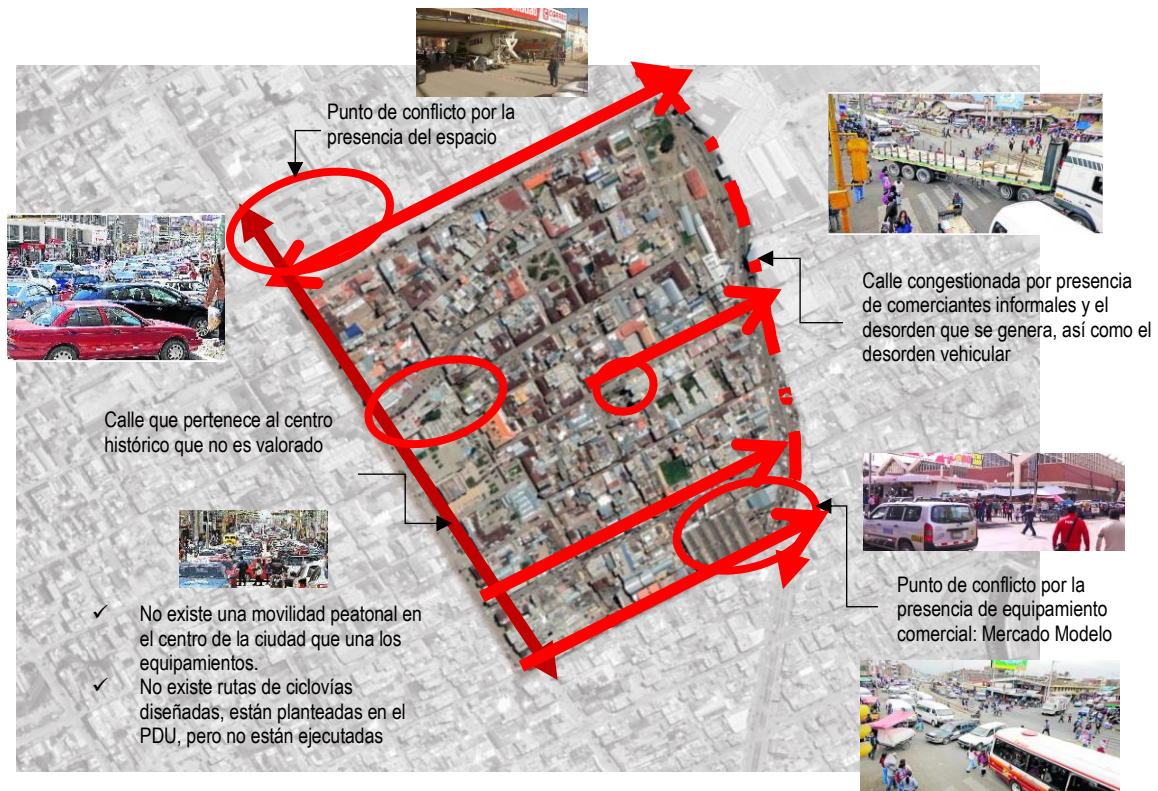 Punto de conflicto por la
presencia del espacio
Calle congestionada por presencia
de comerciantes informales y el
desorden que se genera, así como el
desorden vehicular
Calle que pertenece al centro
histórico que no es valorado
Punto de conflicto por la
presencia de equipamiento
comercial: Mercado Modelo
✓ No existe una movilidad peatonal en
el centro de la ciudad que una los
equipamientos.
✓ No existe rutas de ciclovías
diseñadas, están planteadas en el
PDU, pero no están ejecutadas